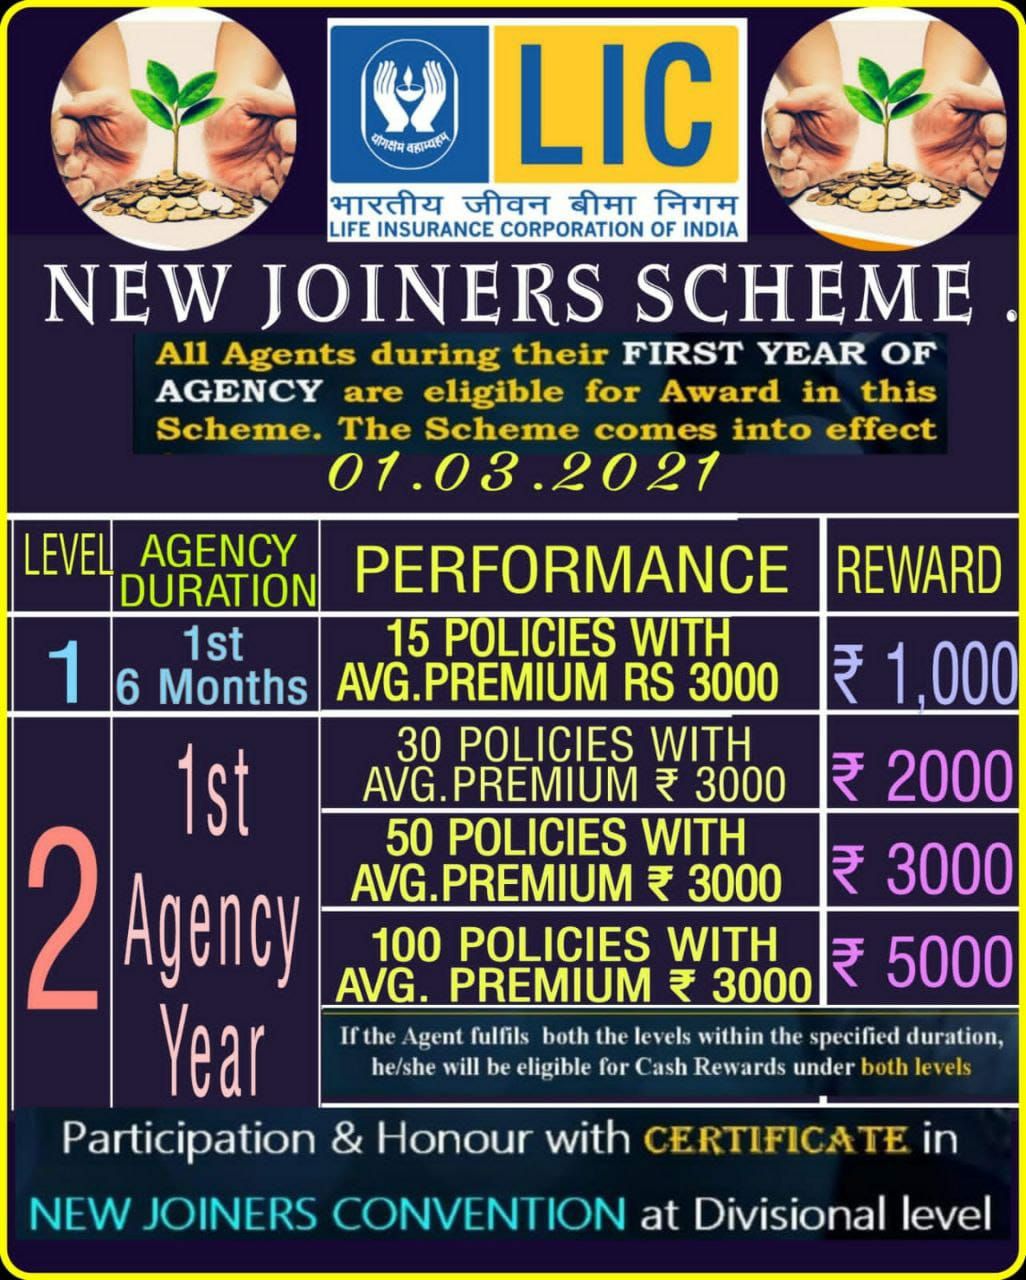 योगक्षेमं वहाम्यहम्
LIC
भारतीय जीवन बीमा निगम
LIFE INSURANCE CORPORATION OF INDIA
NEW JOINERS SCHEME .
All Agents during their FIRST YEAR OF
AGENCY are eligible for Award in this
Scheme. The Scheme comes into effect
01.03.2021
LEVEL AGENCY DURATION PERFORMANCE REWARD
1
1st
6 Months
15 POLICIES WITH
AVG.PREMIUM RS 3000
₹ 1,000
2
1st
Agency
Year
30 POLICIES WITH
AVG.PREMIUM ₹ 3000
₹ 2000
50 POLICIES WITH
AVG.PREMIUM ₹ 3000
₹ 3000
100 POLICIES WITH
AVG. PREMIUM ₹ 3000
₹ 5000
If the Agent fulfils both the levels within the specified duration,
he/she will be eligible for Cash Rewards under both levels
Participation & Honour with CERTIFICATE in
NEW JOINERS CONVENTION at Divisional level